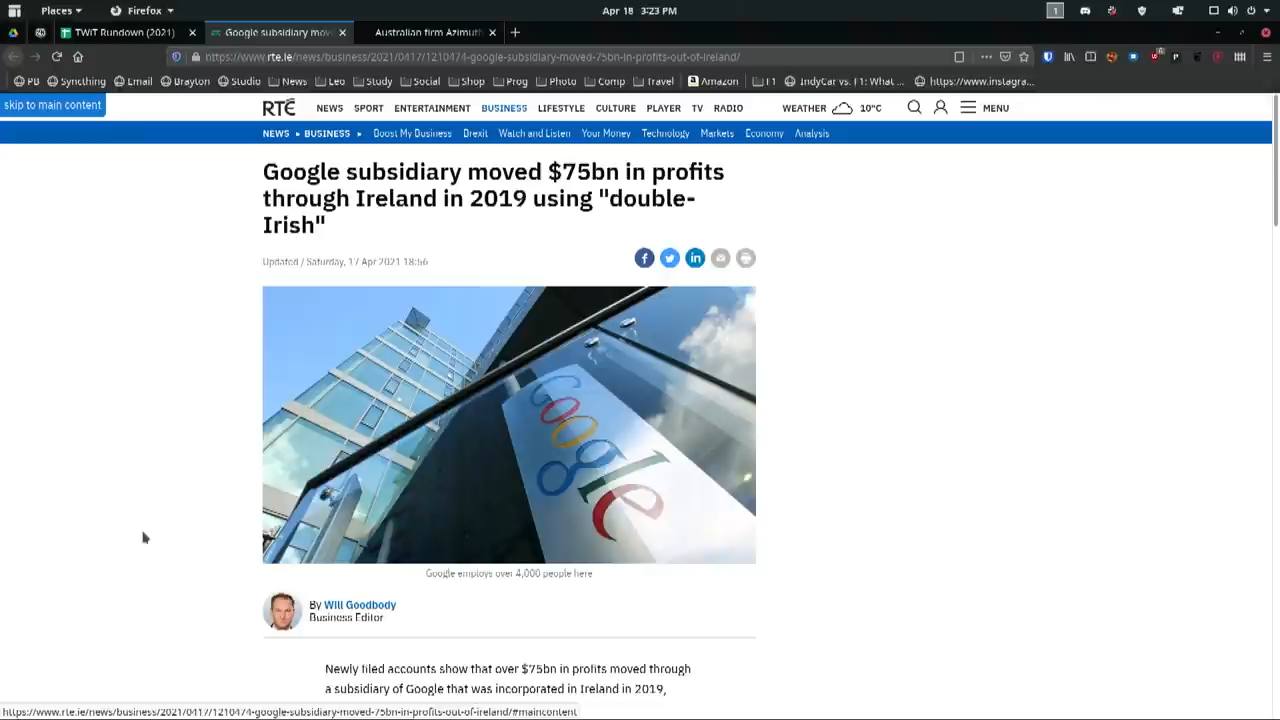 Places
Firefox
Apr 18 3:23 PM
1
TWiT Rundown (2021)
Google subsidiary mov
Australian firm Azimuth
https://www.rte.ie/news/business/2021/0417/1210474-google-subsidiary-moved-75bn-in-profits-out-of-ireland/
PB
Syncthing
Email
Brayton
Studio
News
Leo
Study
Social
Shop
Prog
Photo
Comp
Travel
Amazon
F1
IndyCar vs. F1: What ...
https://www.instagra...
skip to main content
RTÉ
NEWS SPORT ENTERTAINMENT BUSINESS LIFESTYLE CULTURE PLAYER TV RADIO
WEATHER 10°C
MENU
NEWS ▸ BUSINESS ▸ Boost My Business Brexit Watch and Listen Your Money Technology Markets Economy Analysis
Google subsidiary moved $75bn in profits
through Ireland in 2019 using "double-
Irish"
Updated / Saturday, 17 Apr 2021 18:56
Google
Google employs over 4,000 people here
By Will Goodbody
Business Editor
Newly filed accounts show that over $75bn in profits moved through
a subsidiary of Google that was incorporated in Ireland in 2019,
https://www.rte.ie/news/business/2021/0417/1210474-google-subsidiary-moved-75bn-in-profits-out-of-ireland/#maincontent